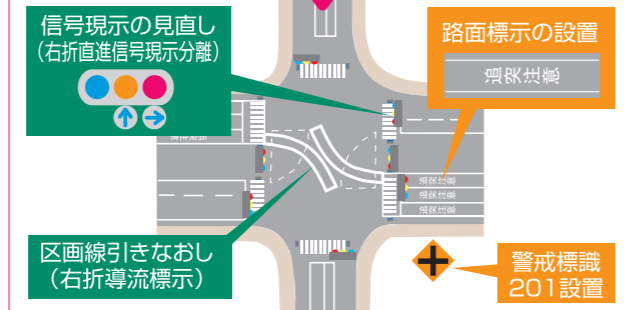 信号現示の見直し
(右折直進信号現示分離)
路面標示の設置
追突注意
追突注意
追突注意
追突注意
区画線引きなおし
(右折導流標示)
警戒標識
201設置